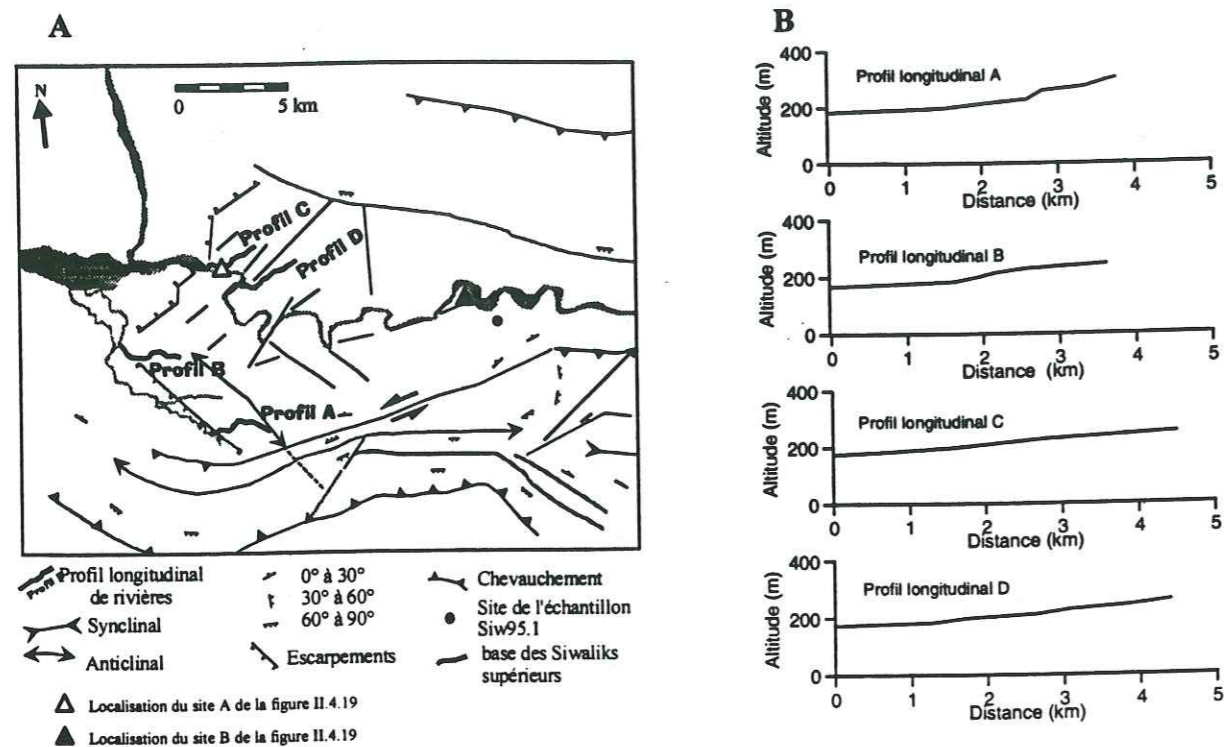 A
N
0 5 km
Profil C
Profil D
Profil B
Profil A
Profil longitudinal
de rivières
Synclinal
Anticlinal
0° à 30°
30° à 60°
60° à 90°
Escarpements
Chevauchement
Site de l'échantillon
Siw95.1
base des Siwaliks
supérieurs
Localisation du site A de la figure II.4.19
Localisation du site B de la figure II.4.19
B
Altitude (m)
400
200
0
Profil longitudinal A
0 1 2 3 4 5
Distance (km)
Altitude (m)
400
200
0
Profil longitudinal B
0 1 2 3 4 5
Distance (km)
Altitude (m)
400
200
0
Profil longitudinal C
0 1 2 3 4 5
Distance (km)
Altitude (m)
400
200
0
Profil longitudinal D
0 1 2 3 4 5
Distance (km)